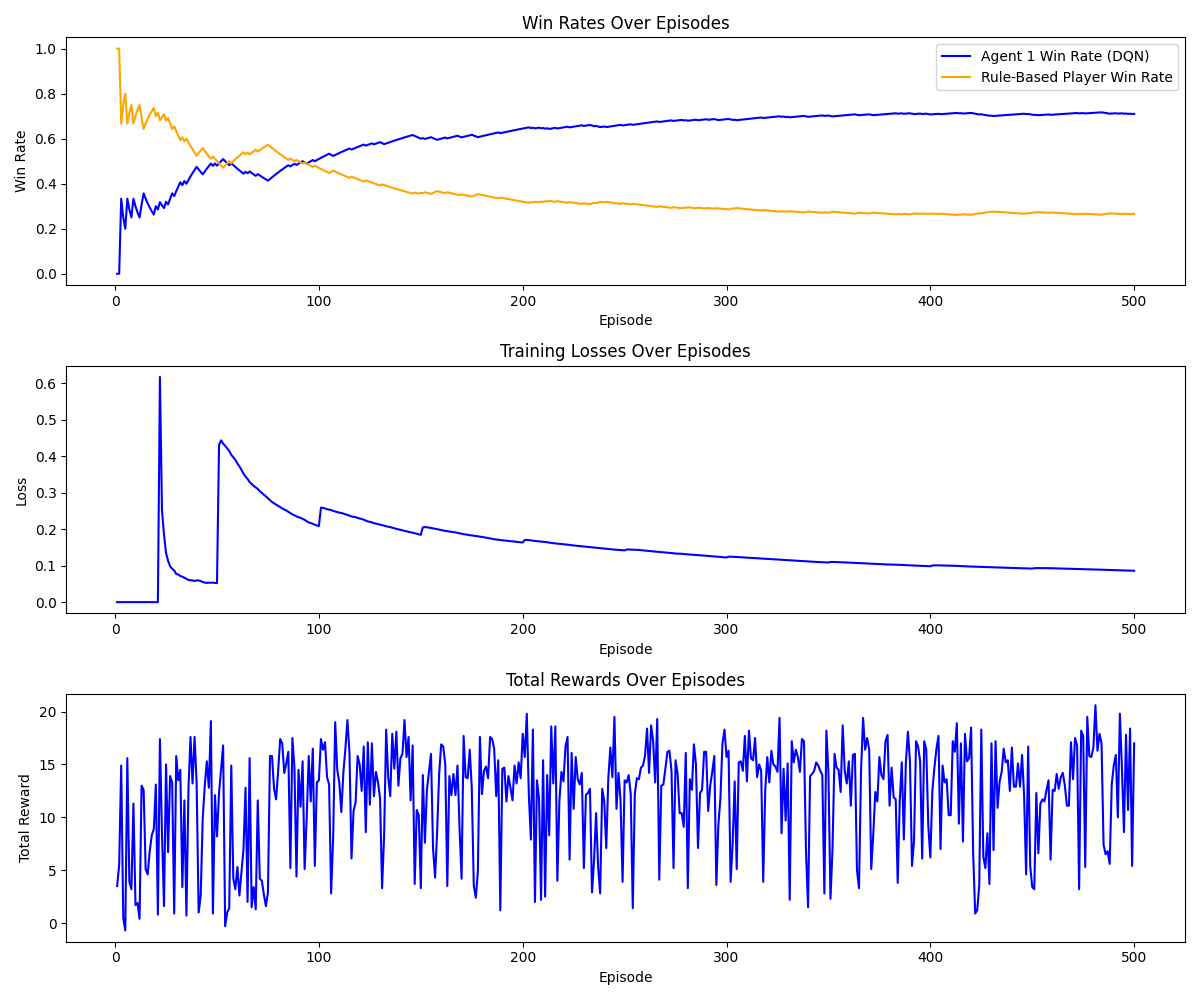 Win Rates Over Episodes
Win Rate
1.0
0.8
0.6
0.4
0.2
0.0
Agent 1 Win Rate (DQN)
Rule-Based Player Win Rate
0 100 200 300 400 500
Episode
Training Losses Over Episodes
Loss
0.6
0.5
0.4
0.3
0.2
0.1
0.0
0 100 200 300 400 500
Episode
Total Rewards Over Episodes
Total Reward
20
15
10
5
0
0 100 200 300 400 500
Episode